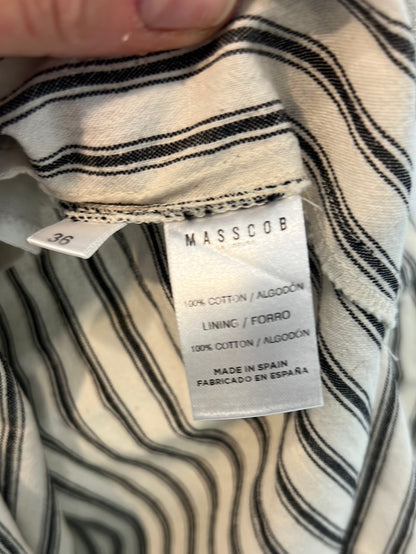 36
MASSCOB
100% COTTON / ALGODÓN
LINING / FORRO
100% COTTON / ALGODÓN
MADE IN SPAIN
FABRICADO EN ESPAÑA